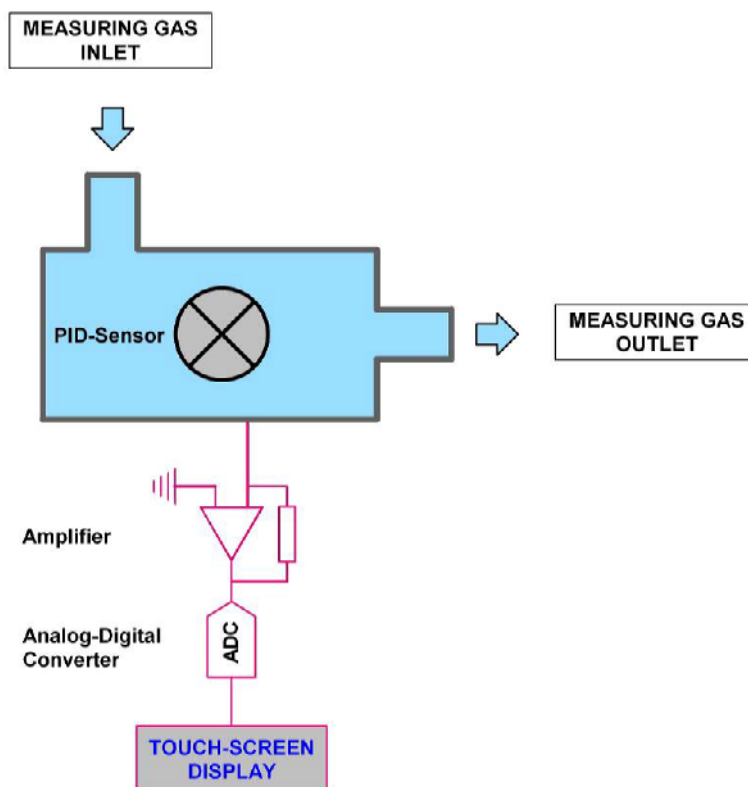 MEASURING GAS
INLET
PID-Sensor
MEASURING GAS
OUTLET
Amplifier
Analog-Digital
Converter
ADC
TOUCH-SCREEN
DISPLAY